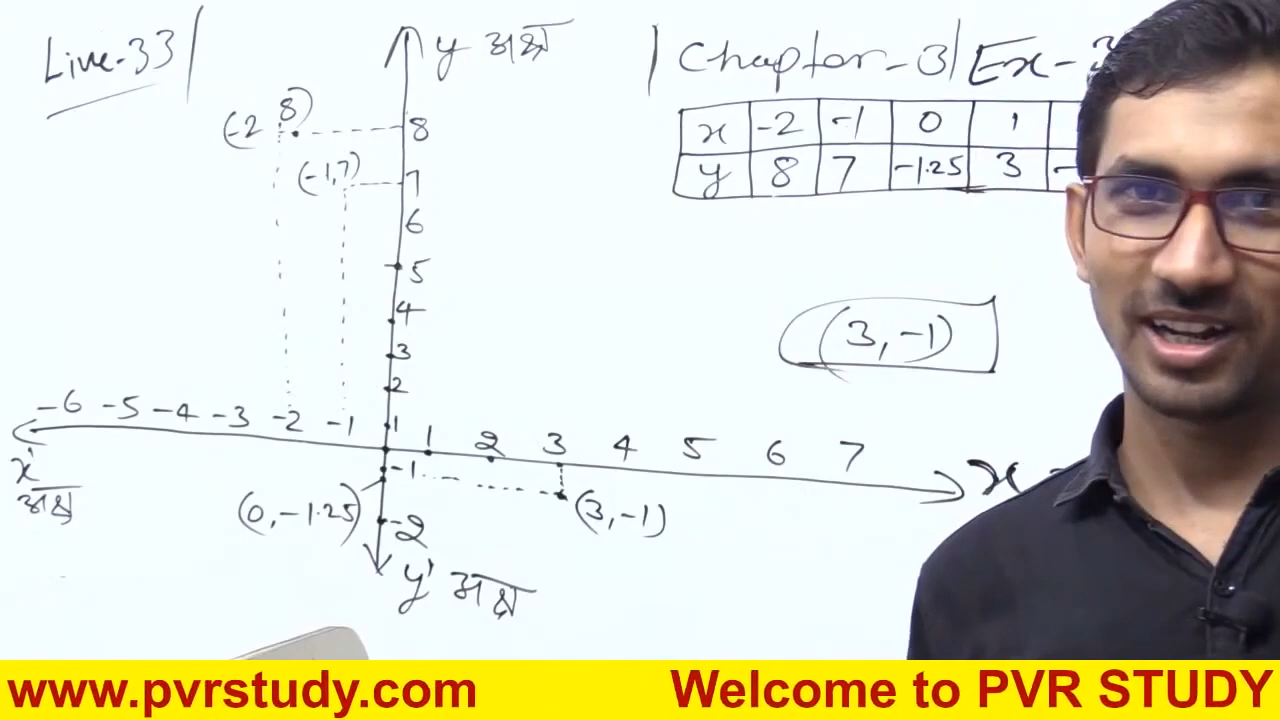 Live-33
y अक्ष
Chapter-3 Ex-3
x -2 -1 0 1
y 8 7 -1.25 3 -
(-2 8)
8
(-1,7)
7
6
5
4
3
2
1
(3,-1)
-6 -5 -4 -3 -2 -1 1 2 3 4 5 6 7
x' अक्ष
x
-1
(0,-1.25)
(3,-1)
-2
y' अक्ष
www.pvrstudy.com Welcome to PVR STUDY